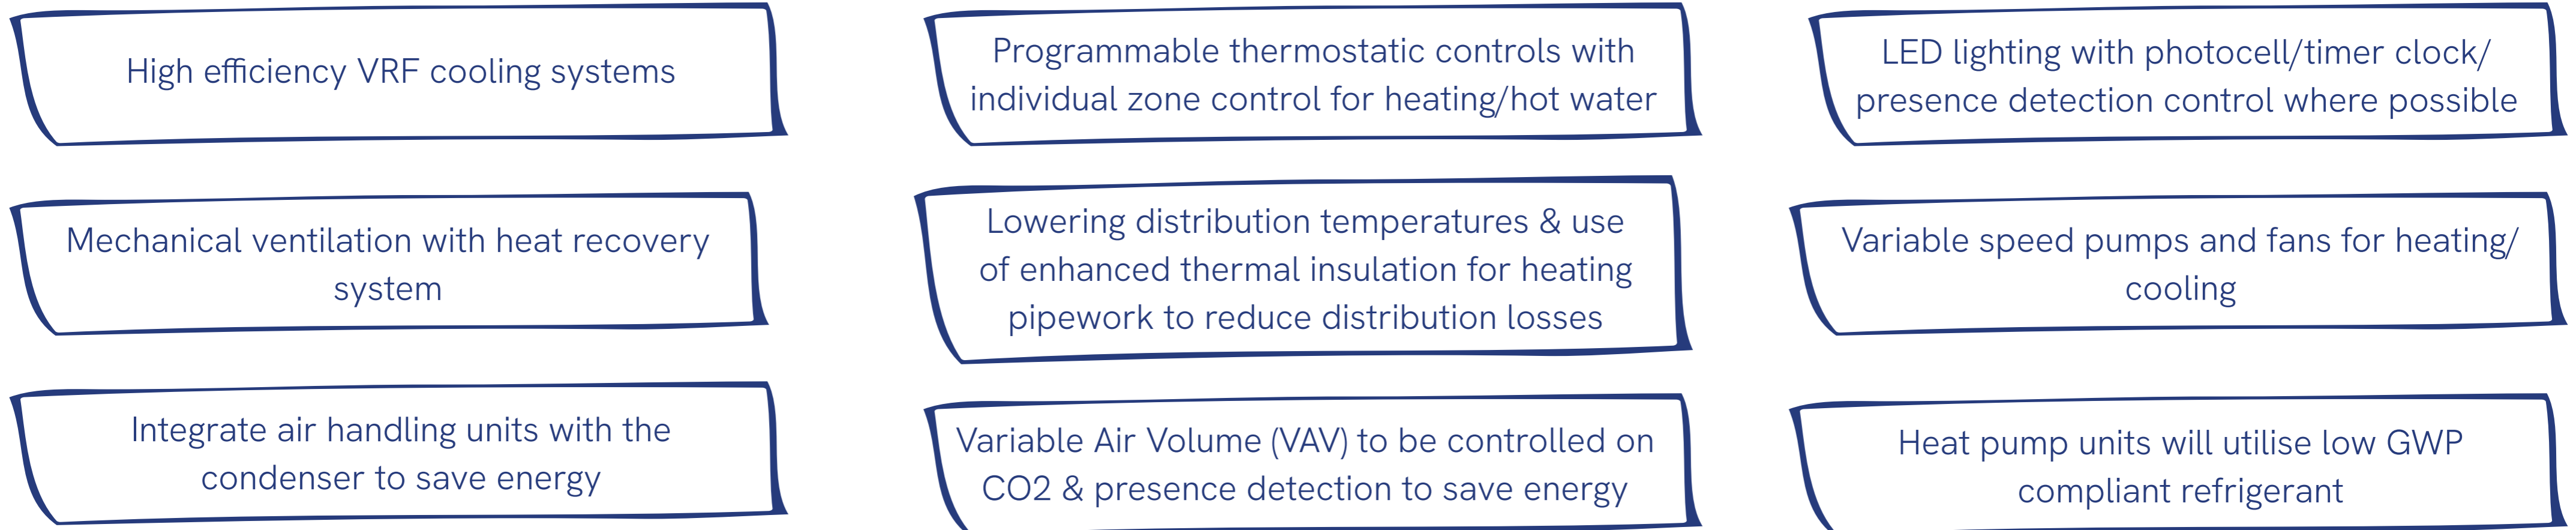 High efficiency VRF cooling systems
Programmable thermostatic controls with
individual zone control for heating/hot water
LED lighting with photocell/timer clock/
presence detection control where possible
Mechanical ventilation with heat recovery
system
Lowering distribution temperatures & use
of enhanced thermal insulation for heating
pipework to reduce distribution losses
Variable speed pumps and fans for heating/
cooling
Integrate air handling units with the
condenser to save energy
Variable Air Volume (VAV) to be controlled on
CO2 & presence detection to save energy
Heat pump units will utilise low GWP
compliant refrigerant